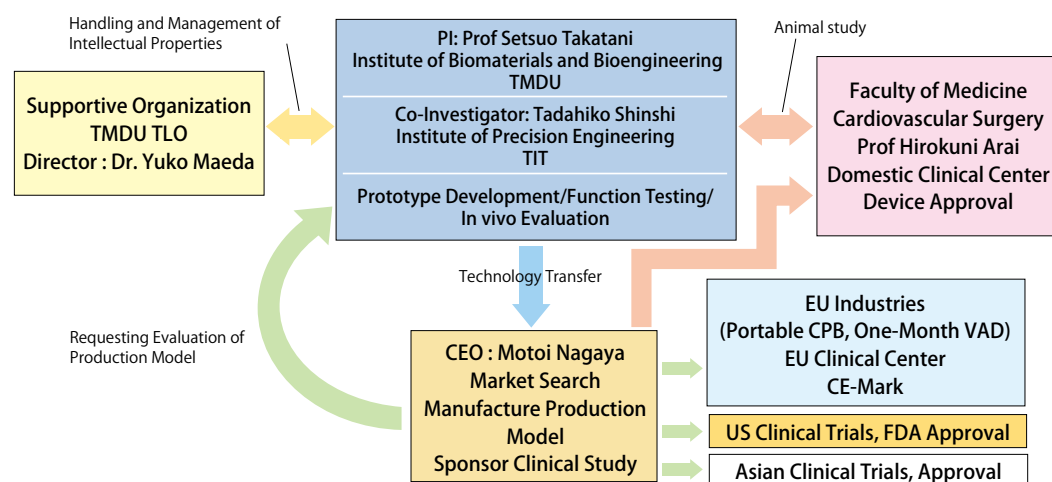 Handling and Management of
Intellectual Properties
PI: Prof Setsuo Takatani
Institute of Biomaterials and Bioengineering
TMDU
Co-Investigator: Tadahiko Shinshi
Institute of Precision Engineering
TIT
Prototype Development/Function Testing/
In vivo Evaluation
Animal study
Supportive Organization
TMDU TLO
Director : Dr. Yuko Maeda
Faculty of Medicine
Cardiovascular Surgery
Prof Hirokuni Arai
Domestic Clinical Center
Device Approval
Technology Transfer
Requesting Evaluation of
Production Model
CEO : Motoi Nagaya
Market Search
Manufacture Production
Model
Sponsor Clinical Study
EU Industries
(Portable CPB, One-Month VAD)
EU Clinical Center
CE-Mark
US Clinical Trials, FDA Approval
Asian Clinical Trials, Approval